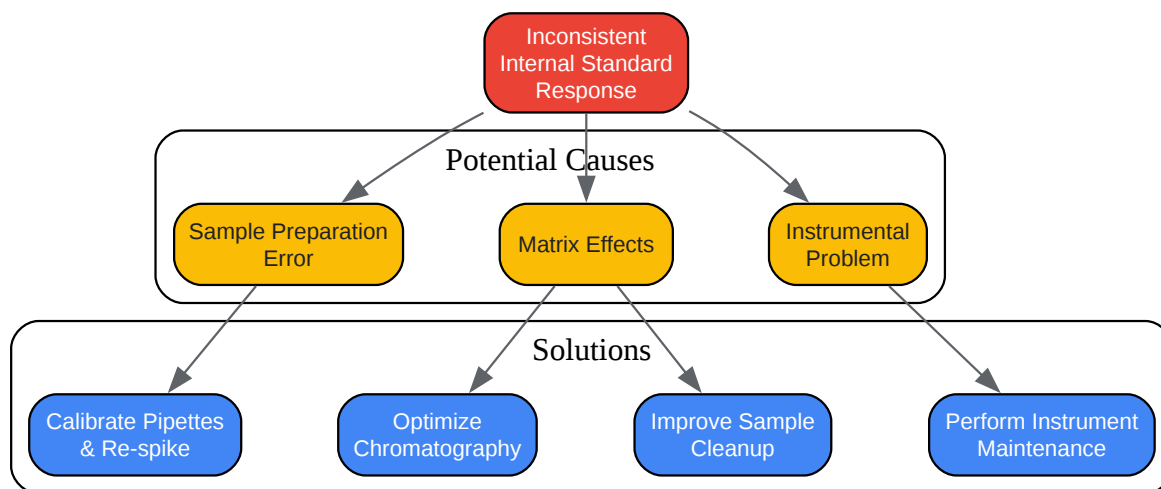 Inconsistent
Internal Standard
Response
Potential Causes
Sample Preparation
Error
Matrix Effects
Instrumental
Problem
Solutions
Calibrate Pipettes
& Re-spike
Optimize
Chromatography
Improve Sample
Cleanup
Perform Instrument
Maintenance